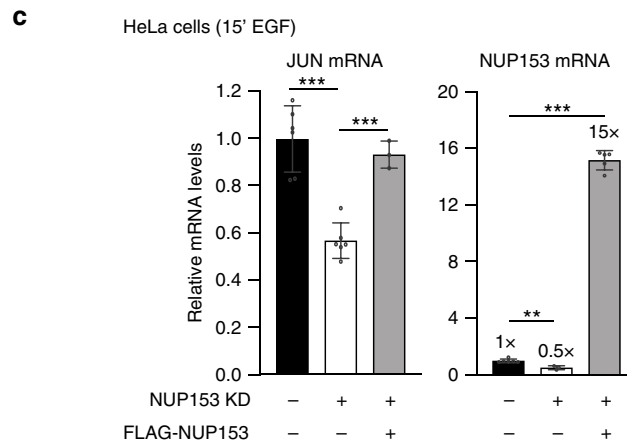 c
HeLa cells (15' EGF)
JUN mRNA
NUP153 mRNA
Relative mRNA levels
1.2
1.0
0.8
0.6
0.4
0.2
0.0
***
***
20
16
12
8
4
0
***
15×
**
1×
0.5×
NUP153 KD – + + – + +
FLAG-NUP153 – – + – – +